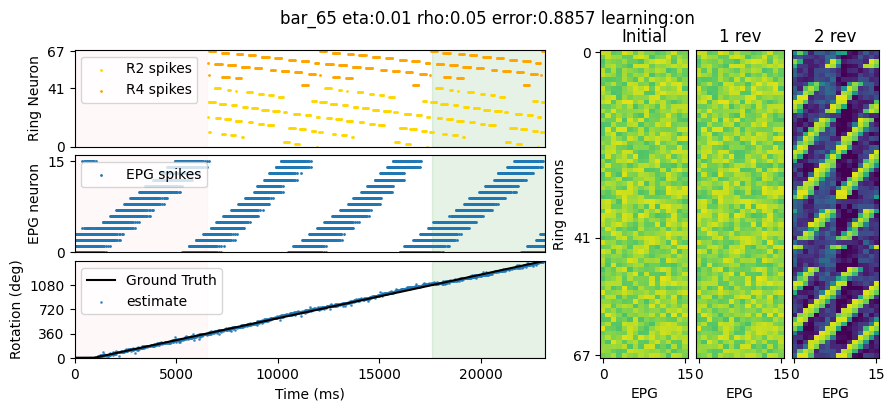 bar_65 eta:0.01 rho:0.05 error:0.8857 learning:on
Ring Neuron
67
41
0
R2 spikes
R4 spikes
EPG neuron
15
0
EPG spikes
Rotation (deg)
1080
720
360
0
Ground Truth
estimate
0 5000 10000 15000 20000
Time (ms)
Initial 1 rev 2 rev
Ring neurons
0
41
67
0 15 0 15 0 15
EPG EPG EPG